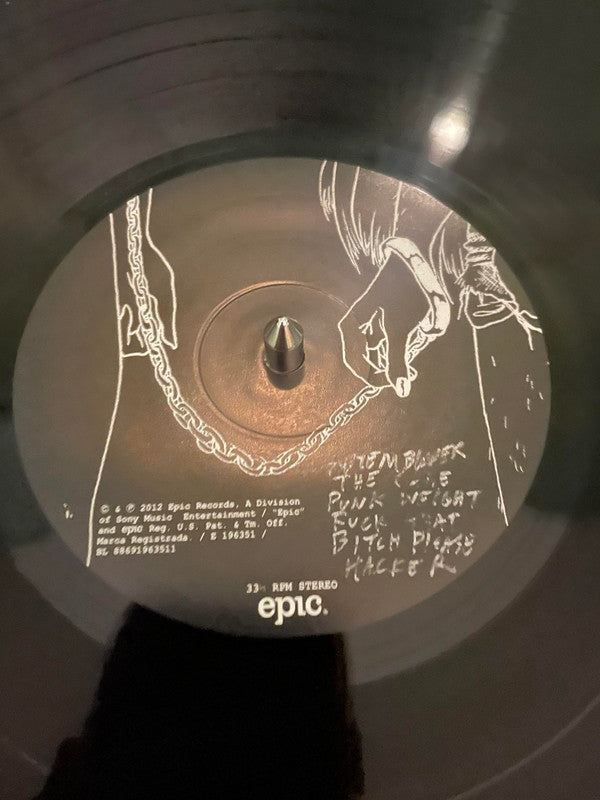 © & ℗ 2012 Epic Records, A Division
of Sony Music Entertainment / "Epic"
and epic Reg. U.S. Pat. & Tm. Off.
Marca Registrada. / E 196351 /
SL 88691963511
SYSTEM BLOWER
THE
PUNK WEIGHT
FUCK THAT
BITCH PLEASE
HACKER
33⅓ RPM STEREO
epic.